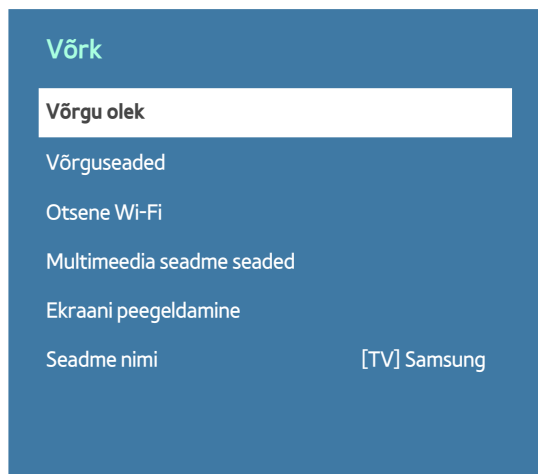 Võrk
Võrgu olek
Võrguseaded
Otsene Wi-Fi
Multimeedia seadme seaded
Ekraani peegeldamine
Seadme nimi [TV] Samsung